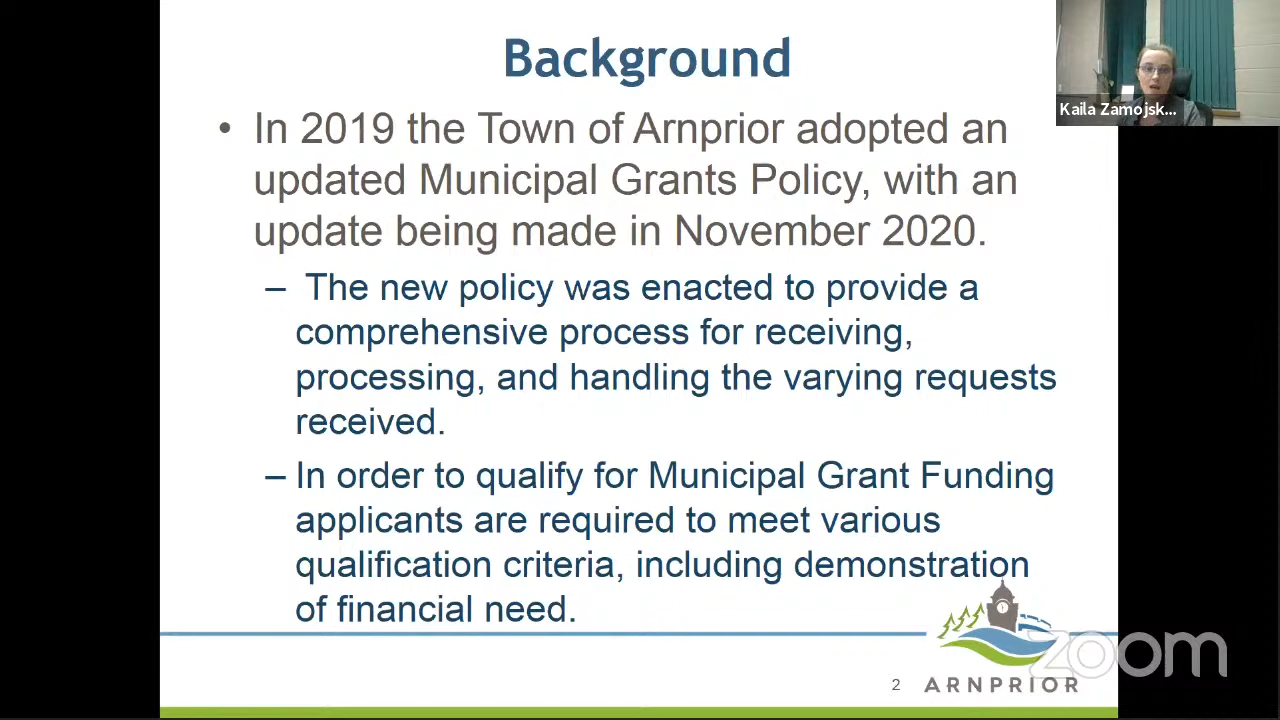 Background
Kaila Zamojsk...
• In 2019 the Town of Arnprior adopted an
updated Municipal Grants Policy, with an
update being made in November 2020.
– The new policy was enacted to provide a
comprehensive process for receiving,
processing, and handling the varying requests
received.
– In order to qualify for Municipal Grant Funding
applicants are required to meet various
qualification criteria, including demonstration
of financial need.
zoom
2
ARNPRIOR